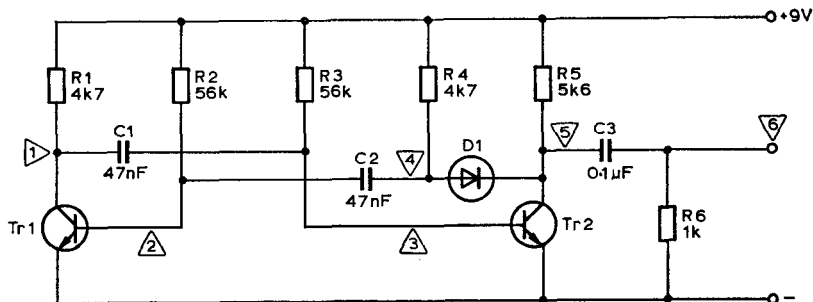 +9V
R1
4k7
R2
56k
R3
56k
R4
4k7
R5
5k6
1
C1
47nF
C2
47nF
4
D1
5
C3
0.1µF
6
Tr1
2
3
Tr2
R6
1k
−